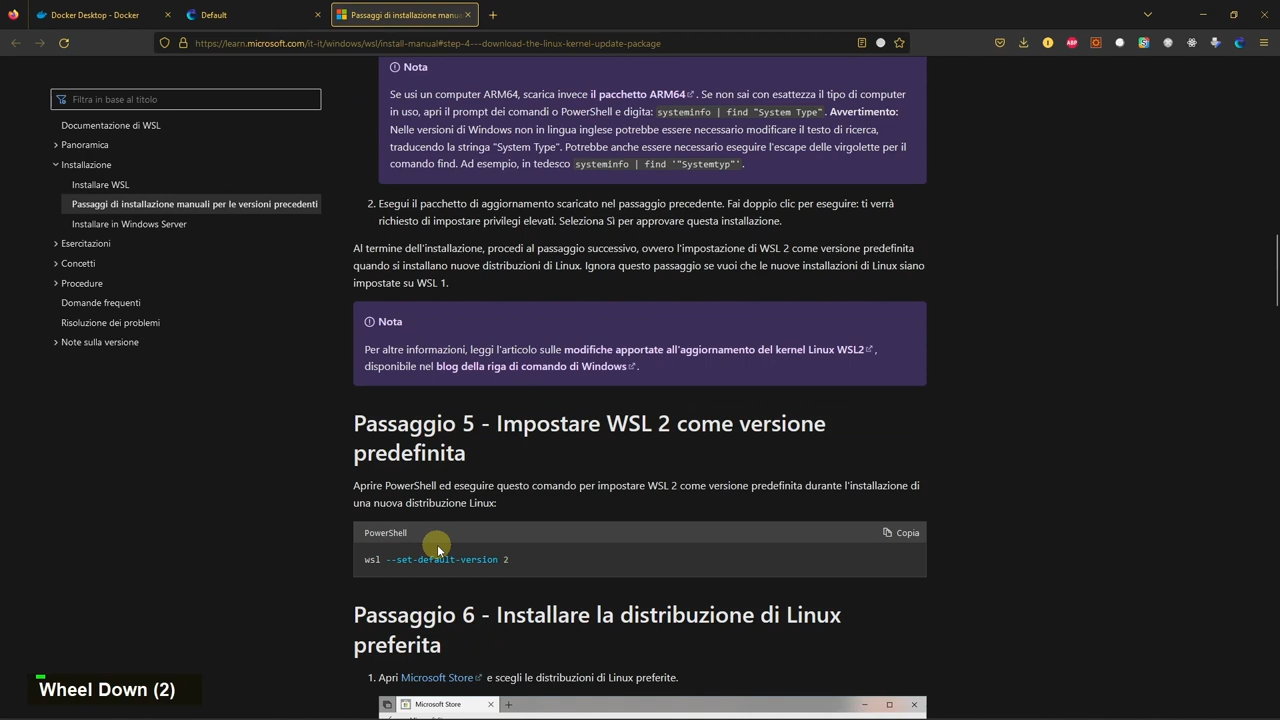 Docker Desktop - Docker
Default
Passaggi di installazione manua
https://learn.microsoft.com/it-it/windows/wsl/install-manual#step-4---download-the-linux-kernel-update-package
Filtra in base al titolo
Documentazione di WSL
Panoramica
Installazione
Installare WSL
Passaggi di installazione manuali per le versioni precedenti
Installare in Windows Server
Esercitazioni
Concetti
Procedure
Domande frequenti
Risoluzione dei problemi
Note sulla versione
Nota
Se usi un computer ARM64, scarica invece il pacchetto ARM64. Se non sai con esattezza il tipo di computer
in uso, apri il prompt dei comandi o PowerShell e digita: systeminfo | find "System Type". Avvertimento:
Nelle versioni di Windows non in lingua inglese potrebbe essere necessario modificare il testo di ricerca,
traducendo la stringa "System Type". Potrebbe anche essere necessario eseguire l'escape delle virgolette per il
comando find. Ad esempio, in tedesco systeminfo | find '"Systemtyp"'.
2. Esegui il pacchetto di aggiornamento scaricato nel passaggio precedente. Fai doppio clic per eseguire: ti verrà
richiesto di impostare privilegi elevati. Seleziona Sì per approvare questa installazione.
Al termine dell'installazione, procedi al passaggio successivo, ovvero l'impostazione di WSL 2 come versione predefinita
quando si installano nuove distribuzioni di Linux. Ignora questo passaggio se vuoi che le nuove installazioni di Linux siano
impostate su WSL 1.
Nota
Per altre informazioni, leggi l'articolo sulle modifiche apportate all'aggiornamento del kernel Linux WSL2,
disponibile nel blog della riga di comando di Windows.
Passaggio 5 - Impostare WSL 2 come versione
predefinita
Aprire PowerShell ed eseguire questo comando per impostare WSL 2 come versione predefinita durante l'installazione di
una nuova distribuzione Linux:
PowerShell
Copia
wsl --set-default-version 2
Passaggio 6 - Installare la distribuzione di Linux
preferita
1. Apri Microsoft Store e scegli le distribuzioni di Linux preferite.
Microsoft Store
Wheel Down (2)